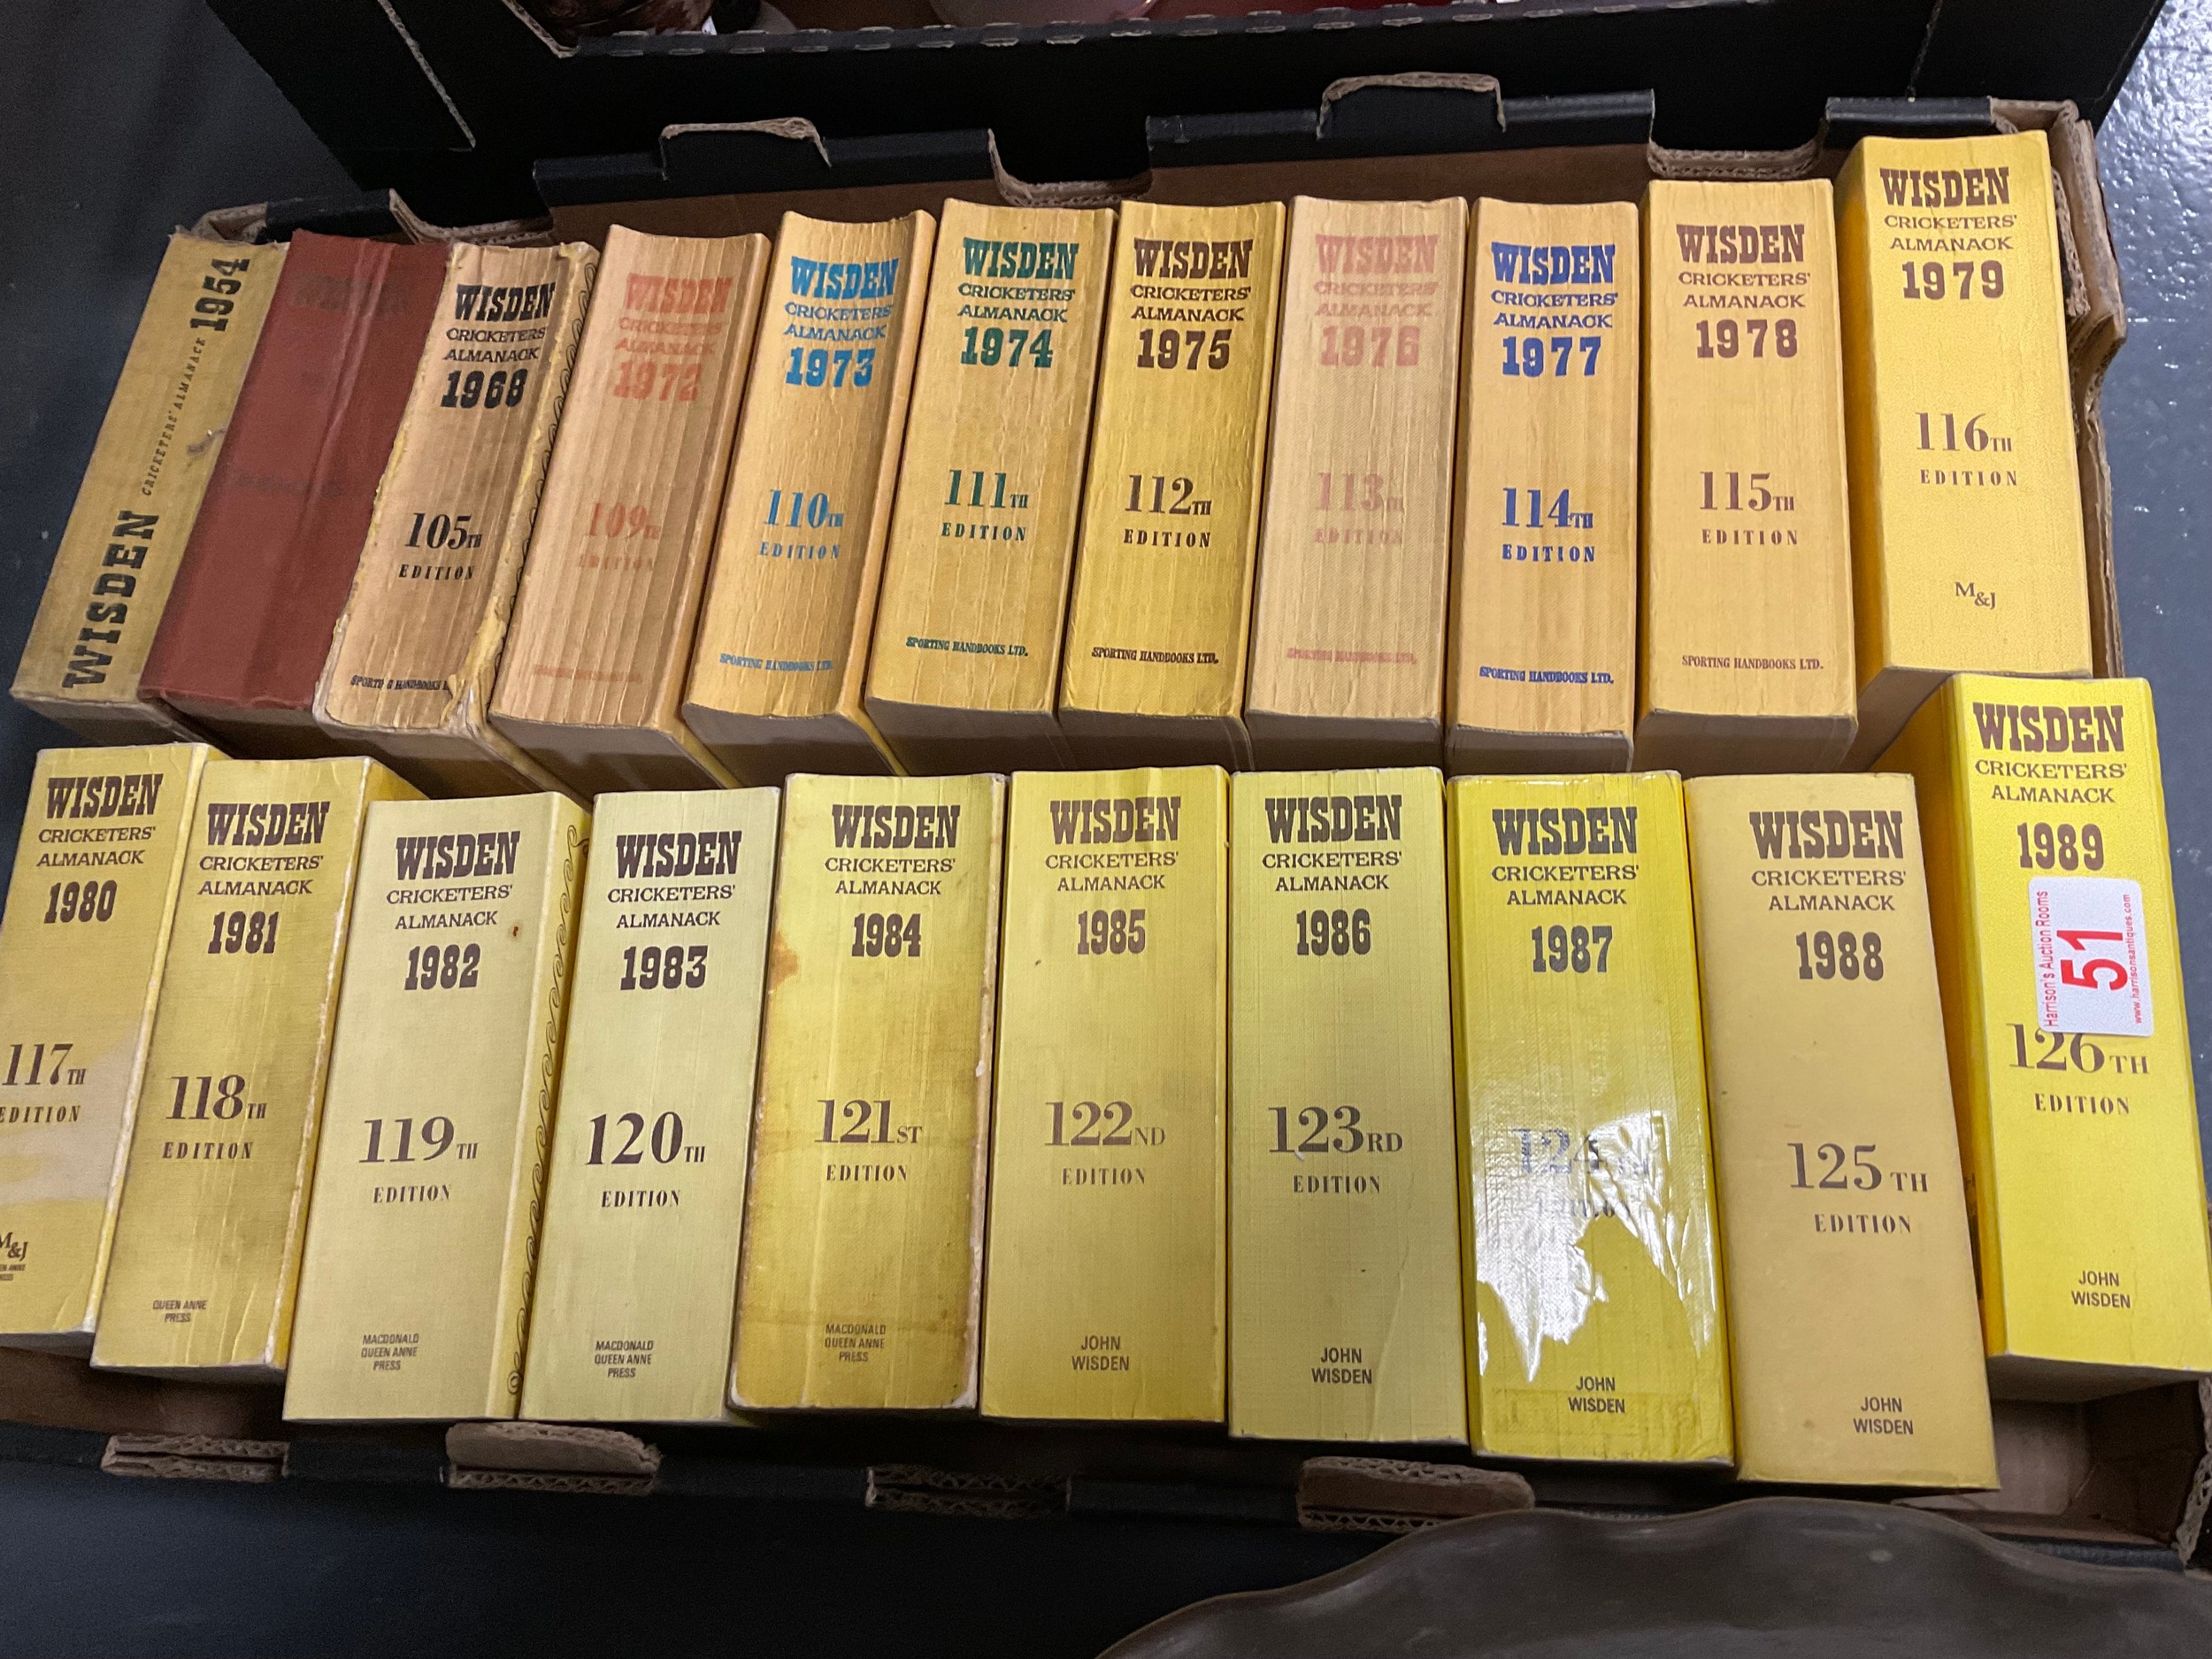 WISDEN CRICKETERS' ALMANACK 1954
WISDEN
CRICKETERS'
ALMANACK
1968
105TH
EDITION
SPORTING HANDBOOKS
WISDEN
CRICKETERS'
ALMANACK
1972
109TH
EDITION
WISDEN
CRICKETERS'
ALMANACK
1973
110TH
EDITION
SPORTING HANDBOOKS LTD.
WISDEN
CRICKETERS'
ALMANACK
1974
111TH
EDITION
SPORTING HANDBOOKS LTD.
WISDEN
CRICKETERS'
ALMANACK
1975
112TH
EDITION
SPORTING HANDBOOKS LTD.
WISDEN
CRICKETERS'
ALMANACK
1976
113TH
EDITION
SPORTING HANDBOOKS LTD.
WISDEN
CRICKETERS'
ALMANACK
1977
114TH
EDITION
SPORTING HANDBOOKS LTD.
WISDEN
CRICKETERS'
ALMANACK
1978
115TH
EDITION
SPORTING HANDBOOKS LTD.
WISDEN
CRICKETERS'
ALMANACK
1979
116TH
EDITION
M&J
WISDEN
CRICKETERS'
ALMANACK
1980
117TH
EDITION
M&J
WISDEN
CRICKETERS'
ALMANACK
1981
118TH
EDITION
QUEEN ANNE
PRESS
WISDEN
CRICKETERS'
ALMANACK
1982
119TH
EDITION
MACDONALD
QUEEN ANNE
PRESS
WISDEN
CRICKETERS'
ALMANACK
1983
120TH
EDITION
MACDONALD
QUEEN ANNE
PRESS
WISDEN
CRICKETERS'
ALMANACK
1984
121ST
EDITION
MACDONALD
QUEEN ANNE
PRESS
WISDEN
CRICKETERS'
ALMANACK
1985
122ND
EDITION
JOHN
WISDEN
WISDEN
CRICKETERS'
ALMANACK
1986
123RD
EDITION
JOHN
WISDEN
WISDEN
CRICKETERS'
ALMANACK
1987
JOHN
WISDEN
WISDEN
CRICKETERS'
ALMANACK
1988
125TH
EDITION
JOHN
WISDEN
WISDEN
CRICKETERS'
ALMANACK
1989
Harrison's Auction Rooms
51
www.harrisonsantiques.com
126TH
EDITION
JOHN
WISDEN